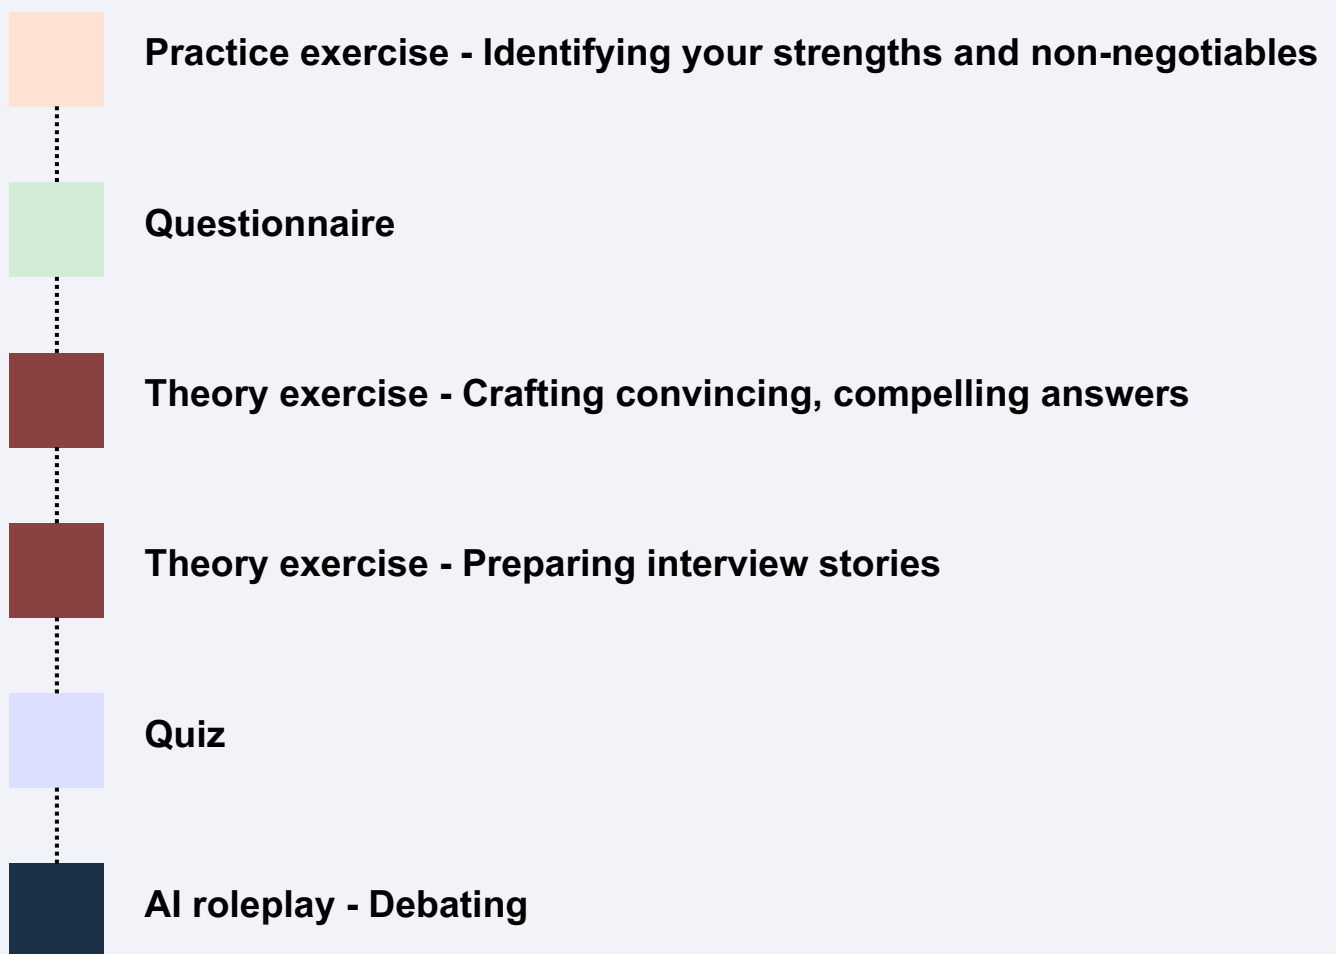 Practice exercise - Identifying your strengths and non-negotiables
Questionnaire
Theory exercise - Crafting convincing, compelling answers
Theory exercise - Preparing interview stories
Quiz
AI roleplay - Debating